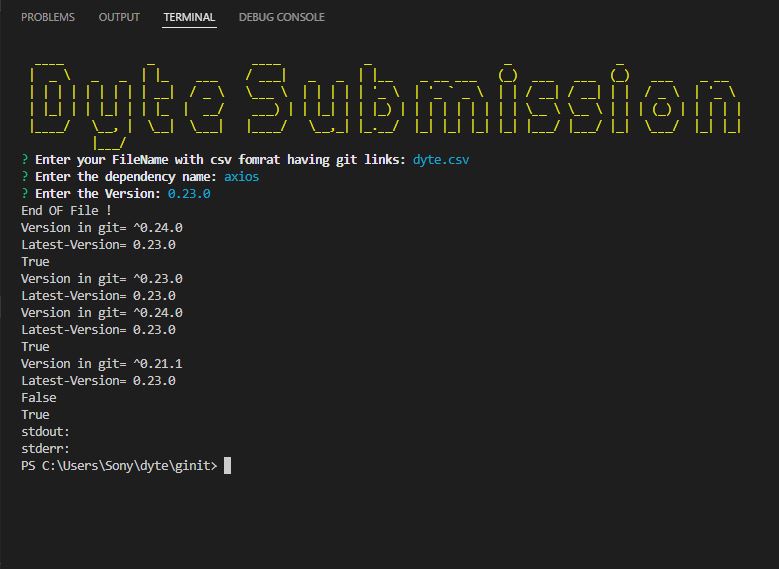 PROBLEMS OUTPUT TERMINAL DEBUG CONSOLE
Dyte Submission
? Enter your FileName with csv fomrat having git links: dyte.csv
? Enter the dependency name: axios
? Enter the Version: 0.23.0
End OF File !
Version in git= ^0.24.0
Latest-Version= 0.23.0
True
Version in git= ^0.23.0
Latest-Version= 0.23.0
Version in git= ^0.24.0
Latest-Version= 0.23.0
True
Version in git= ^0.21.1
Latest-Version= 0.23.0
False
True
stdout:
stderr:
PS C:\Users\Sony\dyte\ginit>